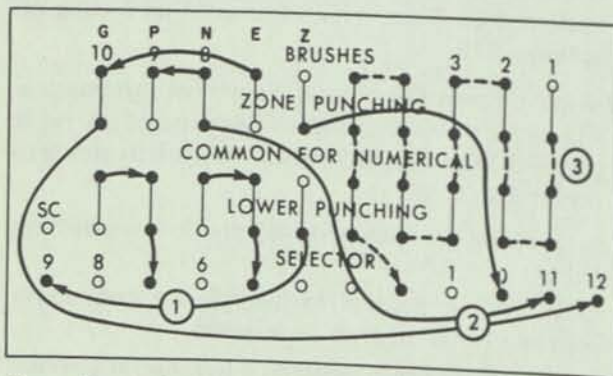 G P N E Z
10 9 8 BRUSHES 3 2 1
ZONE PUNCHING
COMMON FOR NUMERICAL 3
LOWER PUNCHING
SC SELECTOR
9 8 6 1 0 11 12
1 2